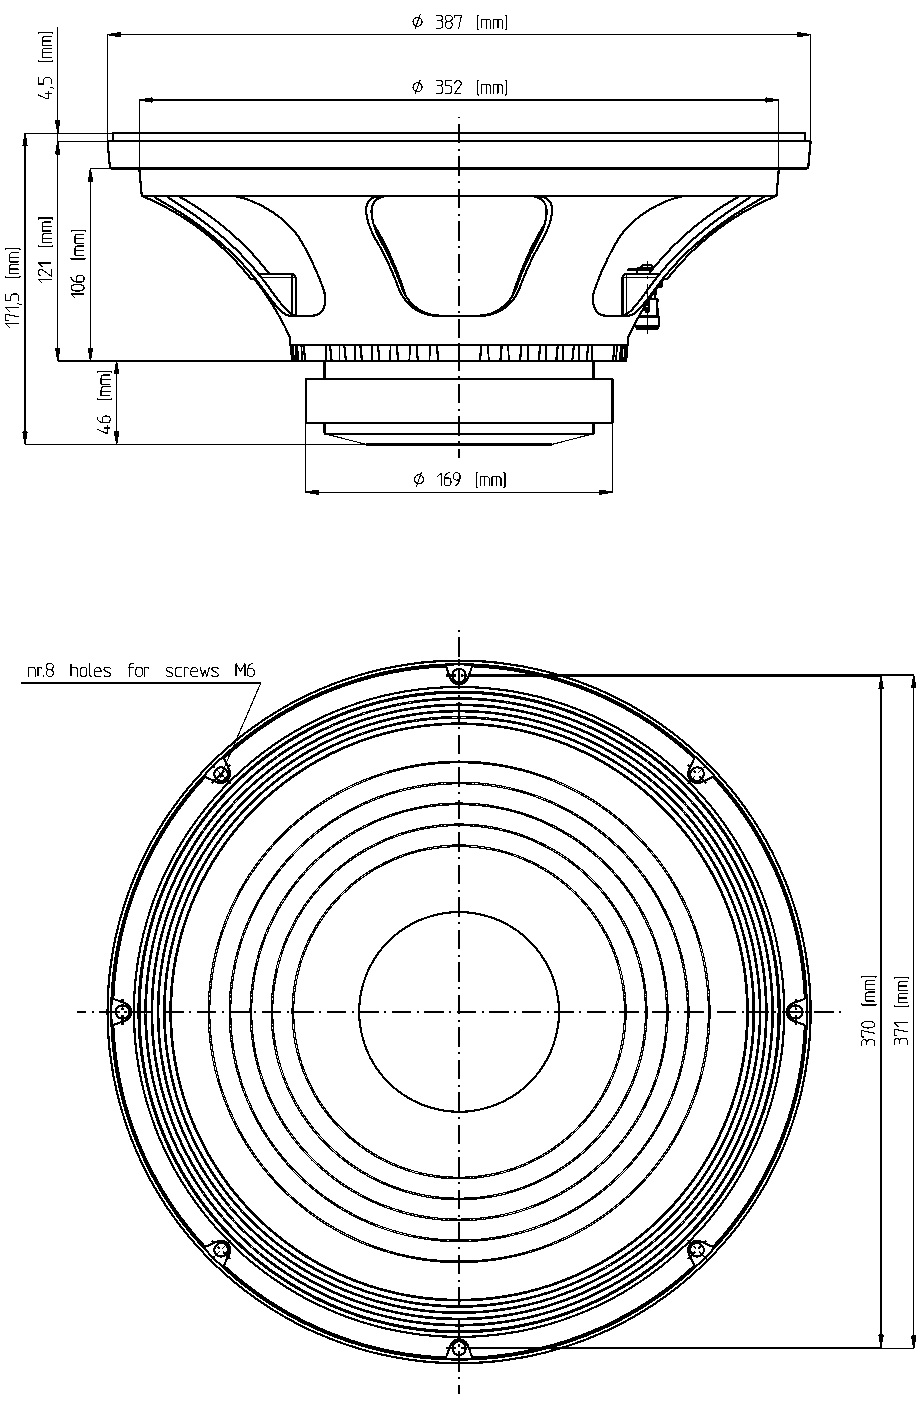 ϕ 387 (mm)
4,5 (mm)
ϕ 352 (mm)
171,5 (mm)
121 (mm)
106 (mm)
46 (mm)
ϕ 169 (mm)
nr.8 holes for screws M6
370 (mm)
371 (mm)